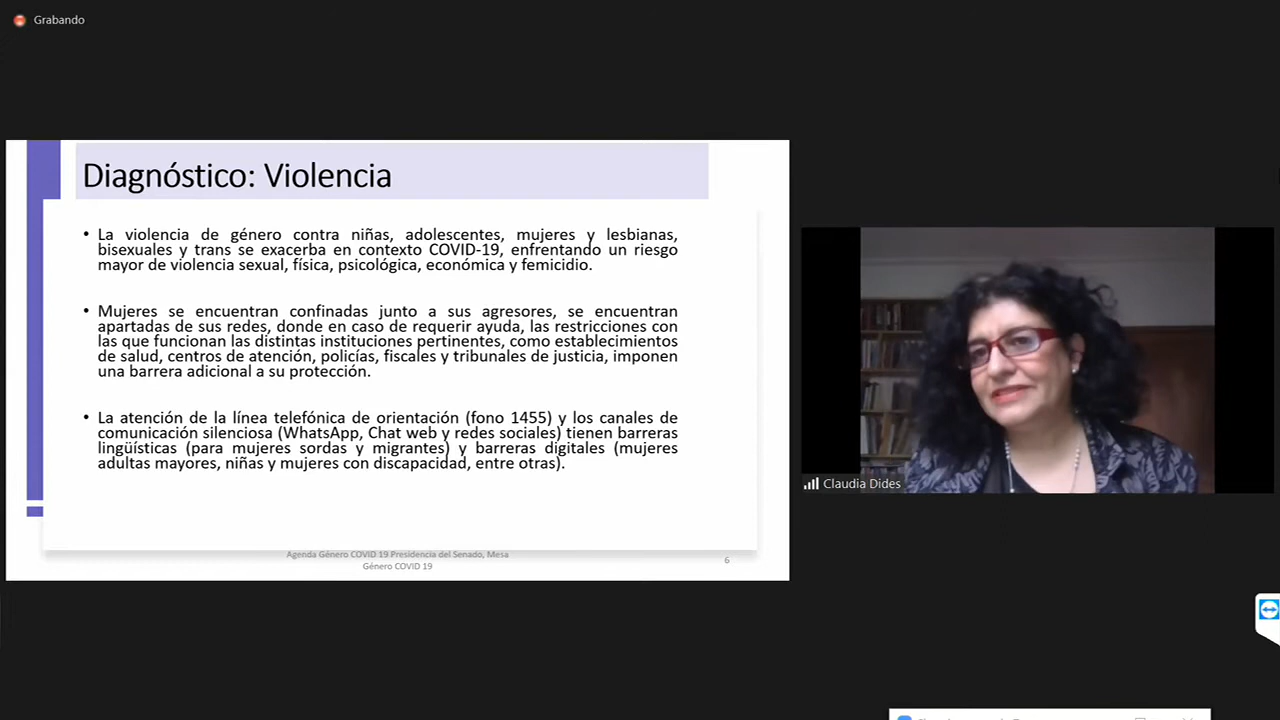 Grabando
Diagnóstico: Violencia
• La violencia de género contra niñas, adolescentes, mujeres y lesbianas,
bisexuales y trans se exacerba en contexto COVID-19, enfrentando un riesgo
mayor de violencia sexual, física, psicológica, económica y femicidio.
• Mujeres se encuentran confinadas junto a sus agresores, se encuentran
apartadas de sus redes, donde en caso de requerir ayuda, las restricciones con
las que funcionan las distintas instituciones pertinentes, como establecimientos
de salud, centros de atención, policías, fiscales y tribunales de justicia, imponen
una barrera adicional a su protección.
• La atención de la línea telefónica de orientación (fono 1455) y los canales de
comunicación silenciosa (WhatsApp, Chat web y redes sociales) tienen barreras
lingüísticas (para mujeres sordas y migrantes) y barreras digitales (mujeres
adultas mayores, niñas y mujeres con discapacidad, entre otras).
Agenda Género COVID 19 Presidencia del Senado, Mesa
Género COVID 19
6
Claudia Dides